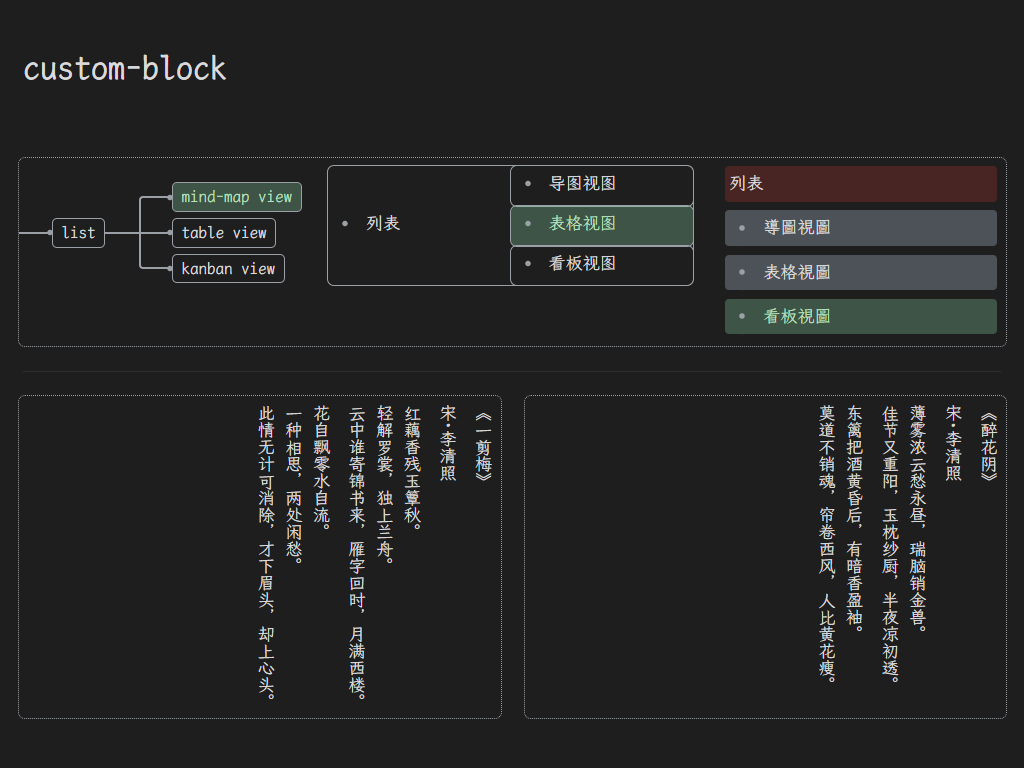 custom-block
list
mind-map view
table view
kanban view
列表
导图视图
表格视图
看板视图
列表
導圖視圖
表格視圖
看板視圖
《一剪梅》
宋·李清照
红藕香残玉簟秋。
轻解罗裳，独上兰舟。
云中谁寄锦书来，雁字回时，月满西楼。
花自飘零水自流。
一种相思，两处闲愁。
此情无计可消除，才下眉头，却上心头。
《醉花阴》
宋·李清照
薄雾浓云愁永昼，瑞脑销金兽。
佳节又重阳，玉枕纱厨，半夜凉初透。
东篱把酒黄昏后，有暗香盈袖。
莫道不销魂，帘卷西风，人比黄花瘦。